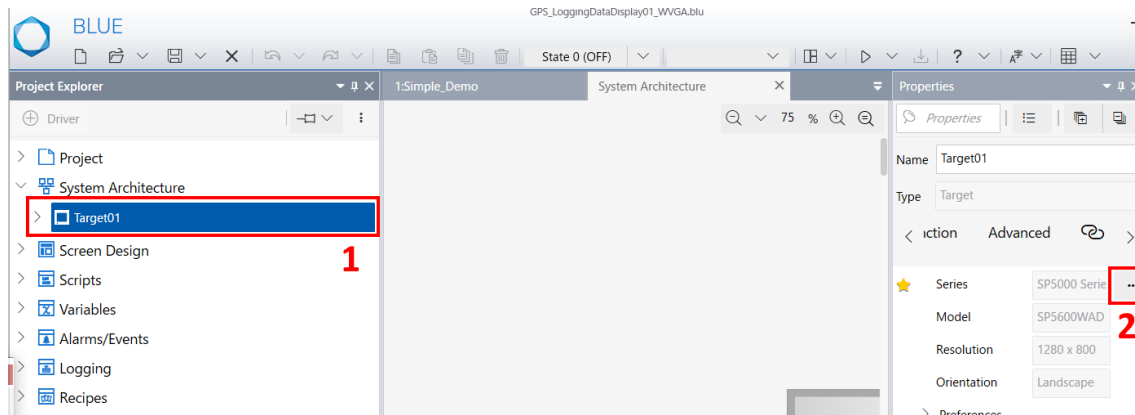 GPS_LoggingDataDisplay01_WVGA.blu
BLUE
State 0 (OFF)
?
Project Explorer
1:Simple_Demo
System Architecture
Properties
Driver
75 %
Properties
Project
Name Target01
System Architecture
Type Target
Target01
1
ction Advanced
Screen Design
Scripts
Series SP5000 Serie ..
2
Variables
Model SP5600WAD
Alarms/Events
Resolution 1280 x 800
Logging
Orientation Landscape
Recipes
Preferences